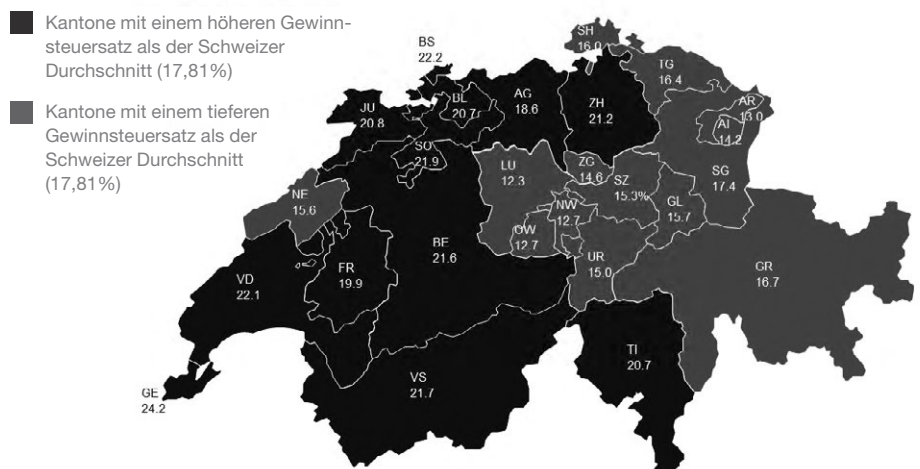 Kantone mit einem höheren Gewinn-
steuersatz als der Schweizer
Durchschnitt (17,81%)
Kantone mit einem tieferen
Gewinnsteuersatz als der
Schweizer Durchschnitt
(17,81%)
SH
16.0
BS
22.2
TG
16.4
JU
20.8
BL
20.7
AG
18.6
ZH
21.2
AR
13.0
AI
14.2
SO
21.9
LU
12.3
ZG
14.6
SZ
15.3%
SG
17.4
NE
15.6
NW
12.7
GL
15.7
OW
12.7
BE
21.6
UR
15.0
GR
16.7
VD
22.1
FR
19.9
TI
20.7
VS
21.7
GE
24.2